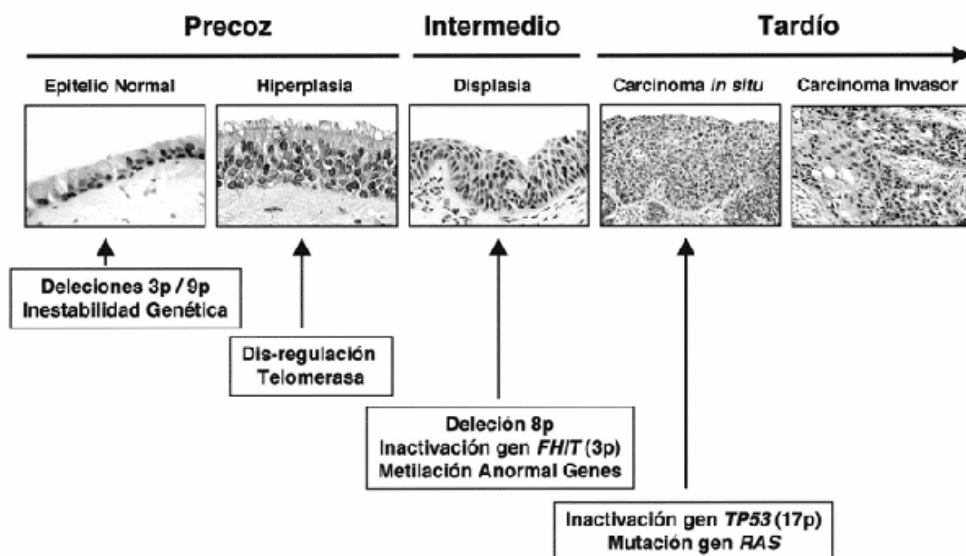 Precoz Intermedio Tardío
Epitelio Normal Hiperplasia Displasia Carcinoma in situ Carcinoma Invasor
Deleciones 3p / 9p
Inestabilidad Genética
Dis-regulación
Telomerasa
Deleción 8p
Inactivación gen FHIT (3p)
Metilación Anormal Genes
Inactivación gen TP53 (17p)
Mutación gen RAS